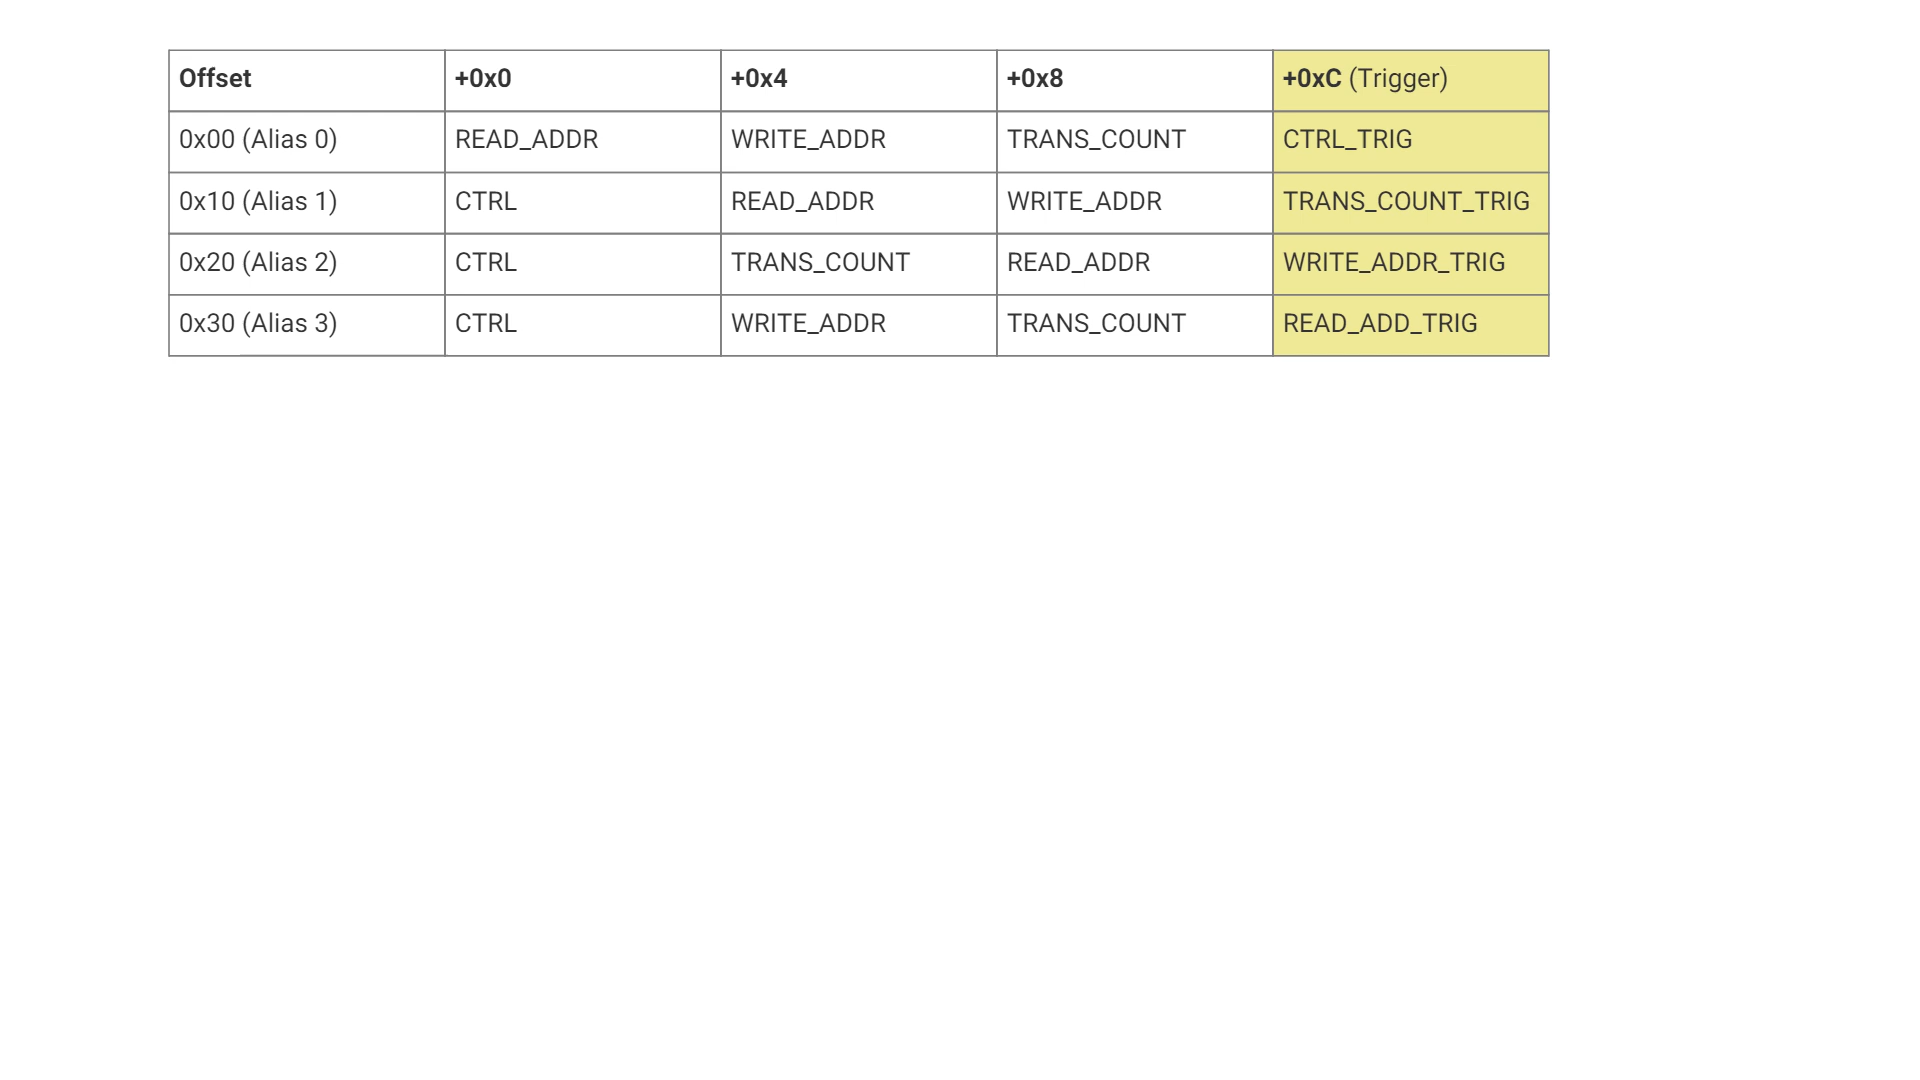 Offset +0x0 +0x4 +0x8 +0xC (Trigger)
0x00 (Alias 0) READ_ADDR WRITE_ADDR TRANS_COUNT CTRL_TRIG
0x10 (Alias 1) CTRL READ_ADDR WRITE_ADDR TRANS_COUNT_TRIG
0x20 (Alias 2) CTRL TRANS_COUNT READ_ADDR WRITE_ADDR_TRIG
0x30 (Alias 3) CTRL WRITE_ADDR TRANS_COUNT READ_ADD_TRIG